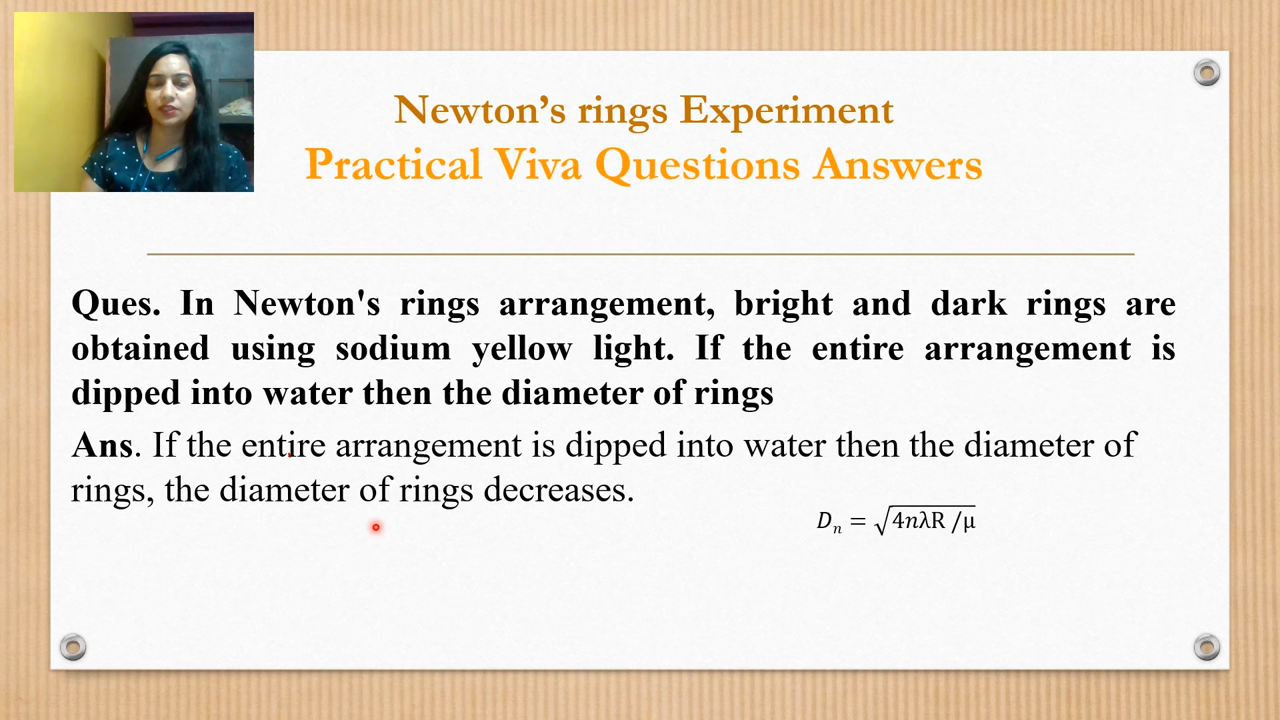 Newton’s rings Experiment
Practical Viva Questions Answers
Ques. In Newton's rings arrangement, bright and dark rings are
obtained using sodium yellow light. If the entire arrangement is
dipped into water then the diameter of rings
Ans. If the entire arrangement is dipped into water then the diameter of
rings, the diameter of rings decreases.
Dₙ = √4nλR /μ